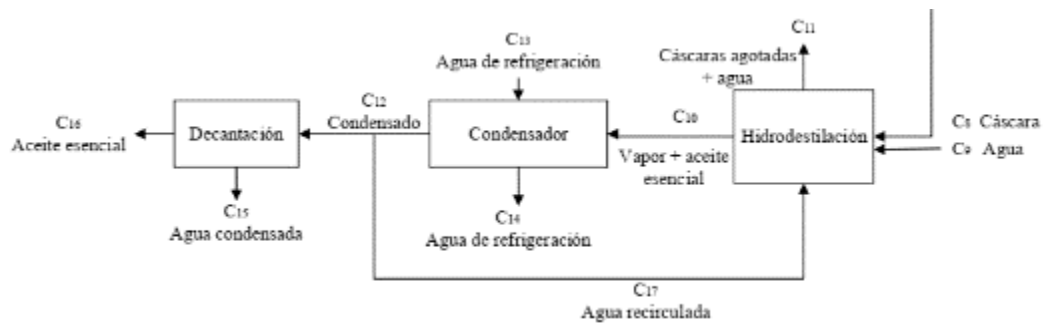 C11
C13
Cáscaras agotadas
+ agua
Agua de refrigeración
C16
Aceite esencial
Decantación
C12
Condensado
Condensador
C10
Vapor + aceite
esencial
Hidrodestilación
C8 Cáscara
C9 Agua
C15
Agua condensada
C14
Agua de refrigeración
C17
Agua recirculada